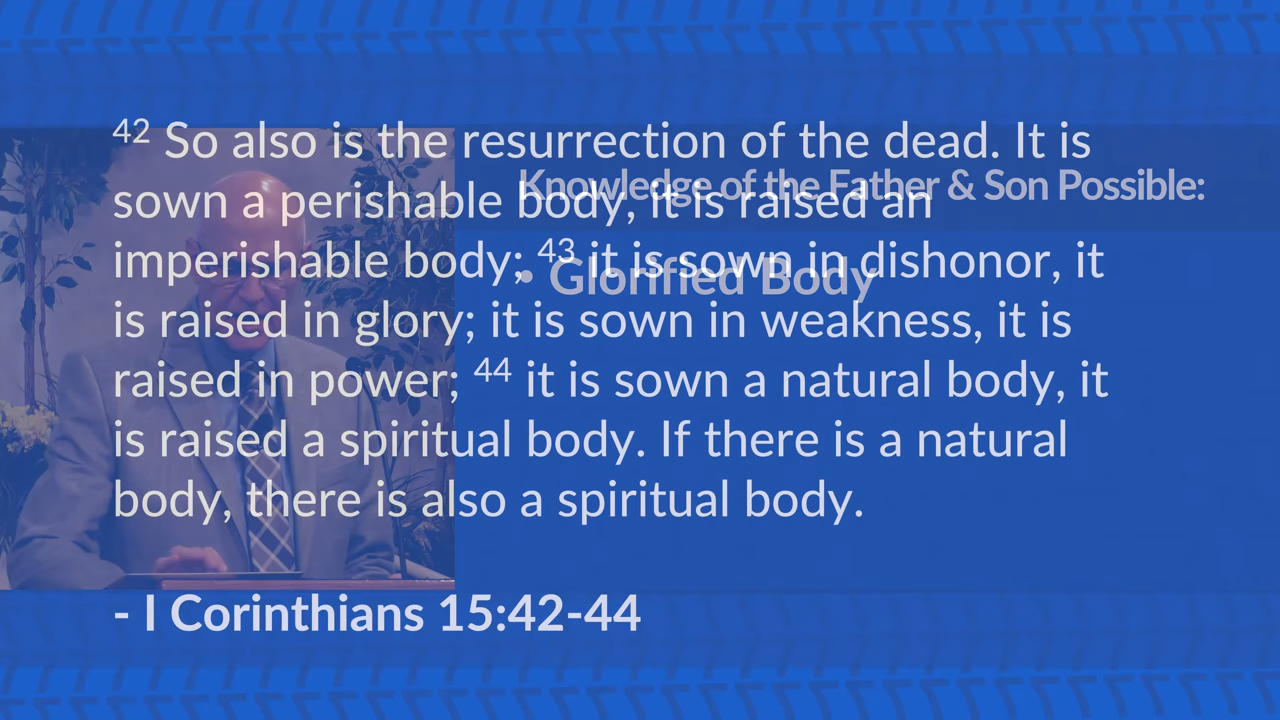 ⁴² So also is the resurrection of the dead. It is
sown a perishable body, it is raised an
imperishable body; ⁴³ it is sown in dishonor, it
is raised in glory; it is sown in weakness, it is
raised in power; ⁴⁴ it is sown a natural body, it
is raised a spiritual body. If there is a natural
body, there is also a spiritual body.
- I Corinthians 15:42-44
Knowledge of the Father & Son Possible:
• Glorified Body